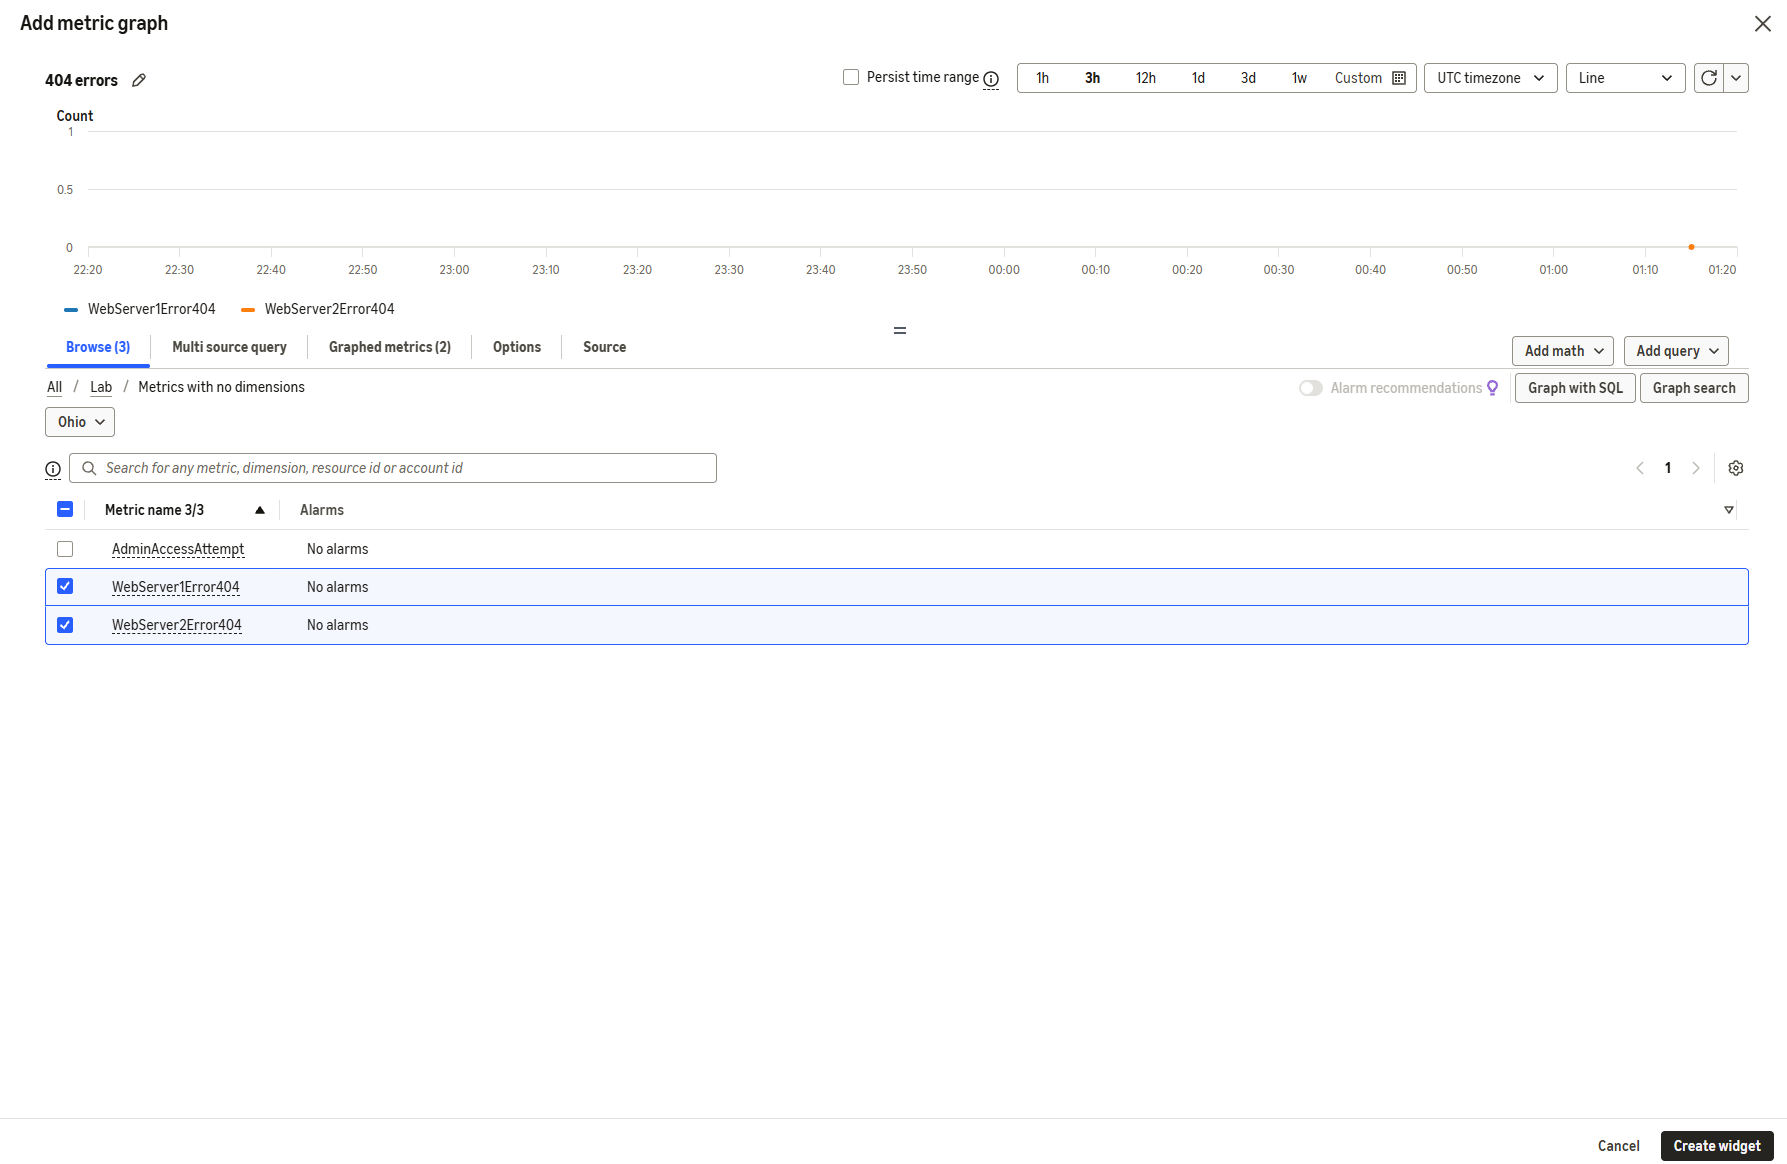 Add metric graph
404 errors
Persist time range
1h 3h 12h 1d 3d 1w Custom
UTC timezone
Line
Count
1
0.5
0
22:20 22:30 22:40 22:50 23:00 23:10 23:20 23:30 23:40 23:50 00:00 00:10 00:20 00:30 00:40 00:50 01:00 01:10 01:20
WebServer1Error404 WebServer2Error404
Browse (3) Multi source query Graphed metrics (2) Options Source
Add math Add query
All / Lab / Metrics with no dimensions
Alarm recommendations Graph with SQL Graph search
Ohio
Search for any metric, dimension, resource id or account id
1
Metric name 3/3 Alarms
AdminAccessAttempt No alarms
WebServer1Error404 No alarms
WebServer2Error404 No alarms
Cancel Create widget